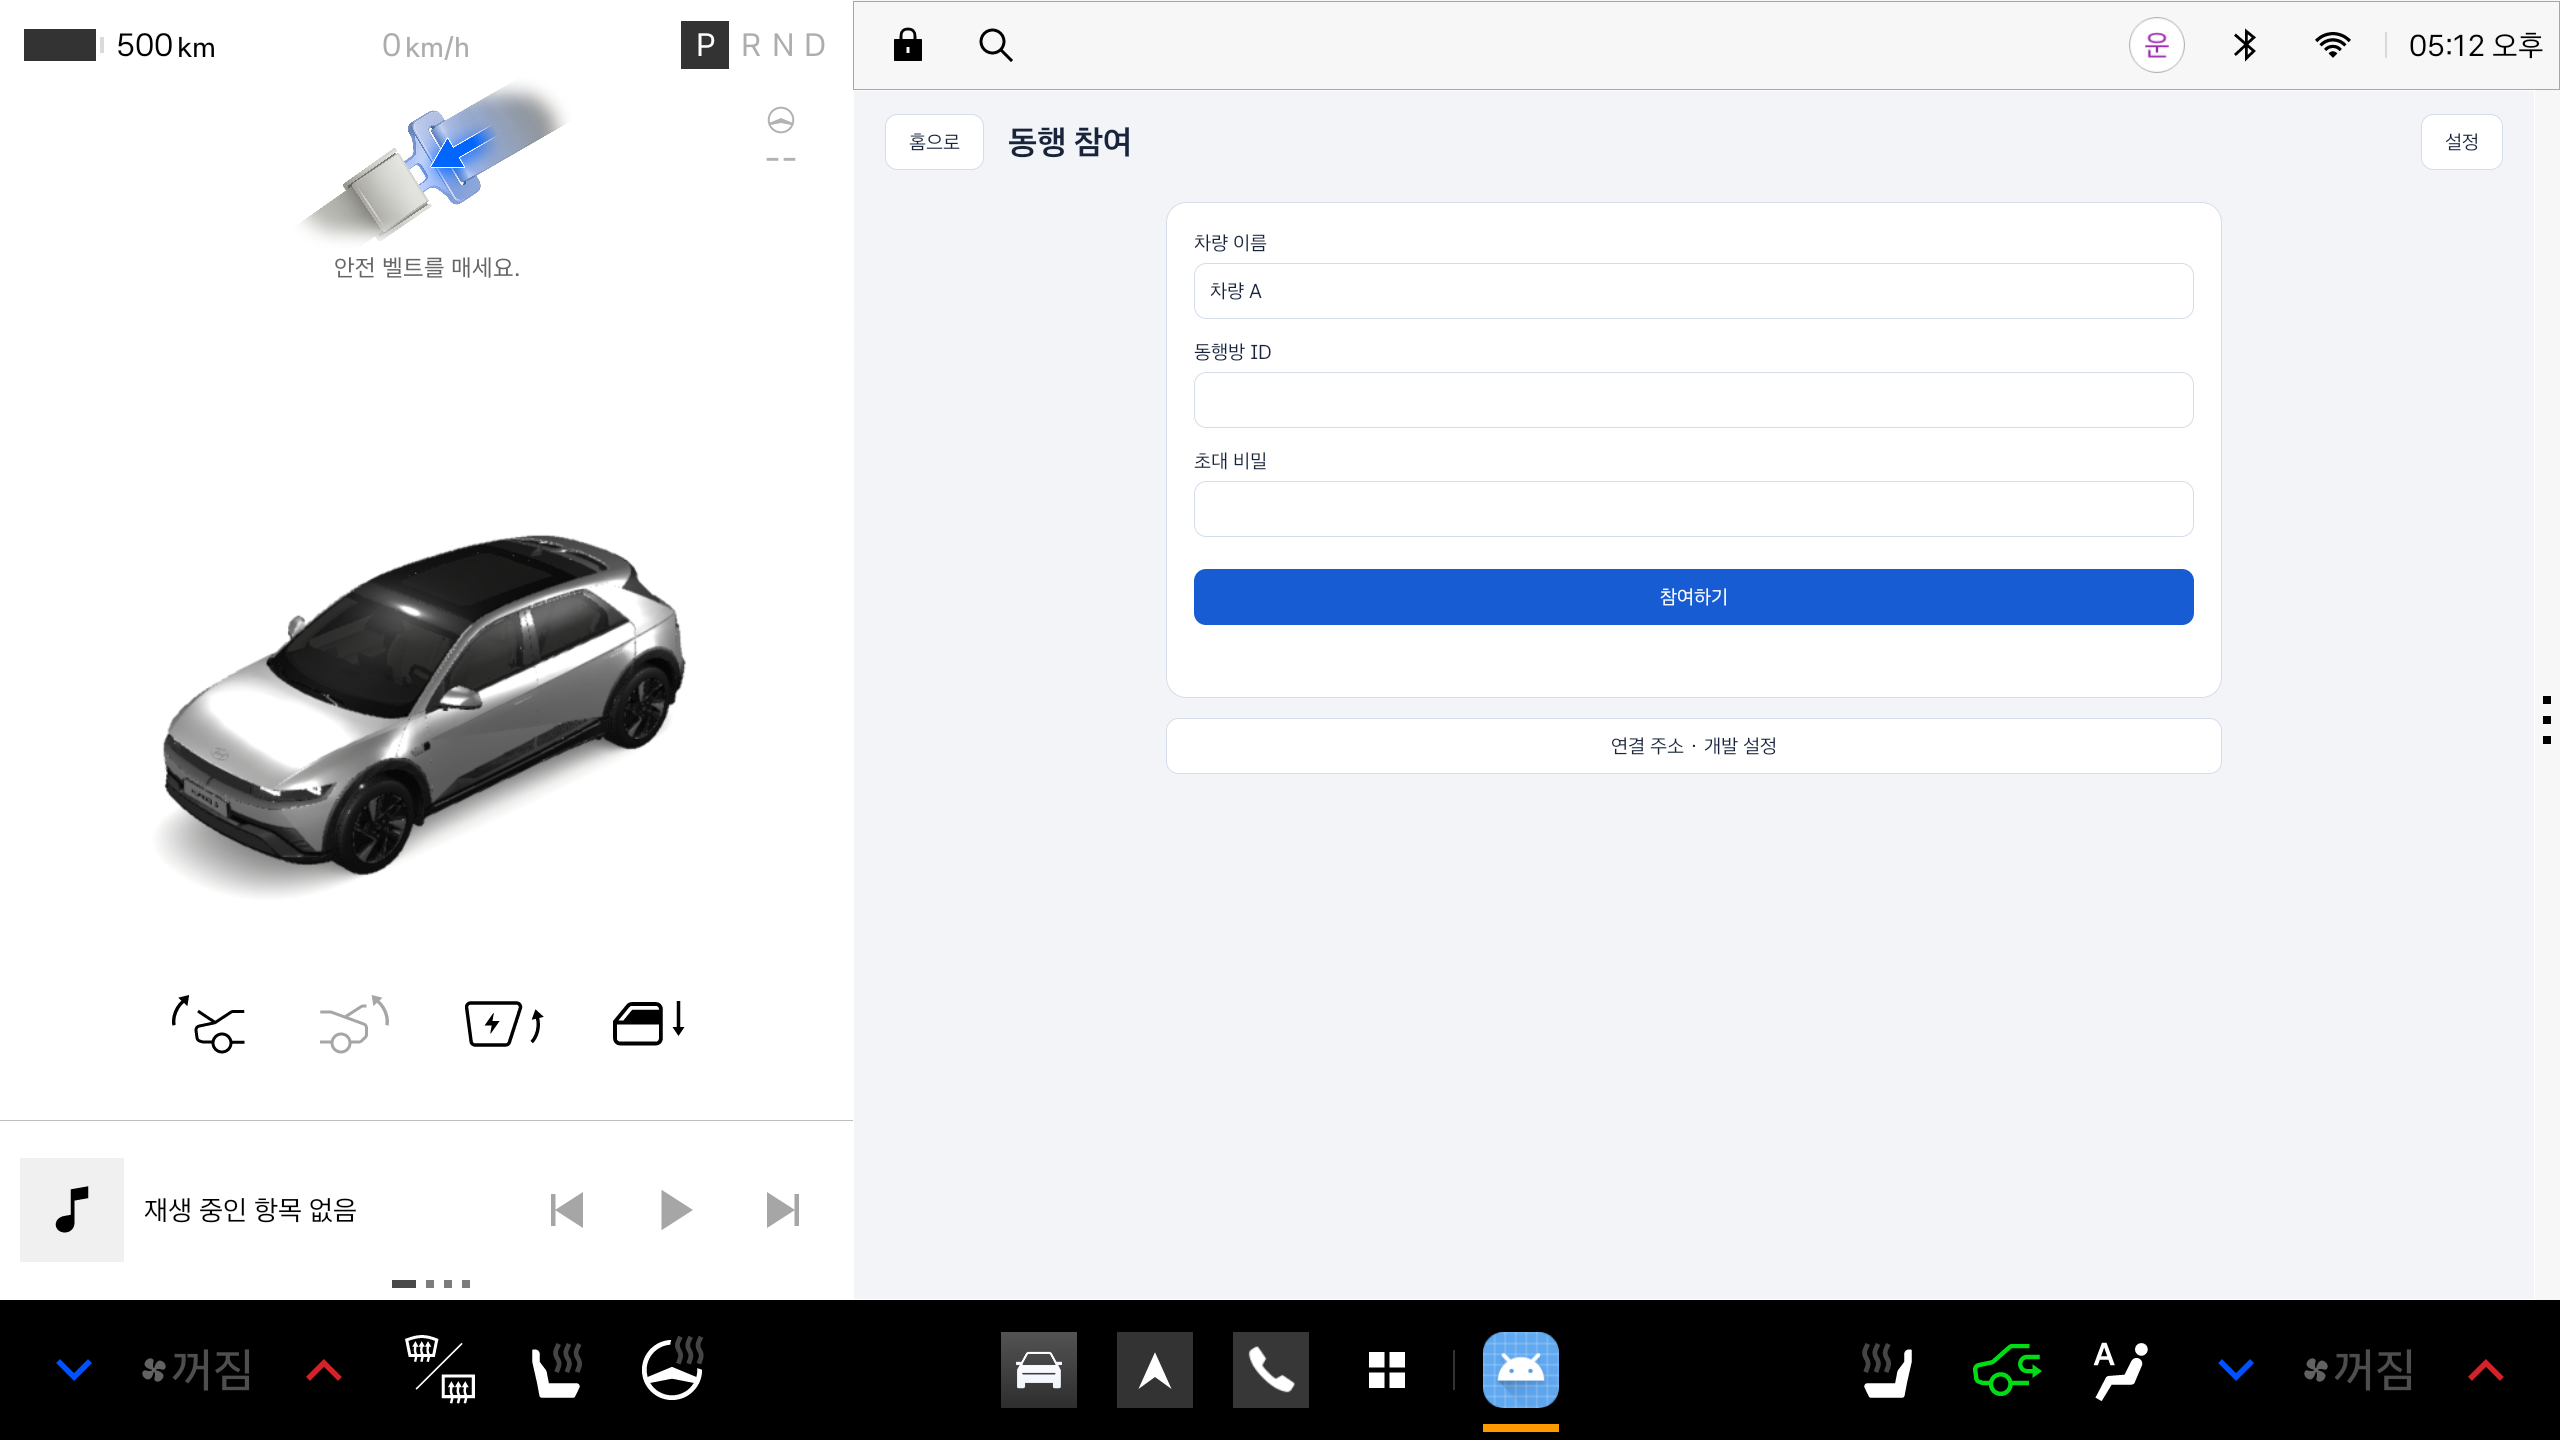 500 km
0 km/h
P R N D
운
05:12 오후
안전 벨트를 매세요.
홈으로
동행 참여
설정
차량 이름
차량 A
동행방 ID
초대 비밀
참여하기
연결 주소 · 개발 설정
재생 중인 항목 없음
꺼짐
A
꺼짐